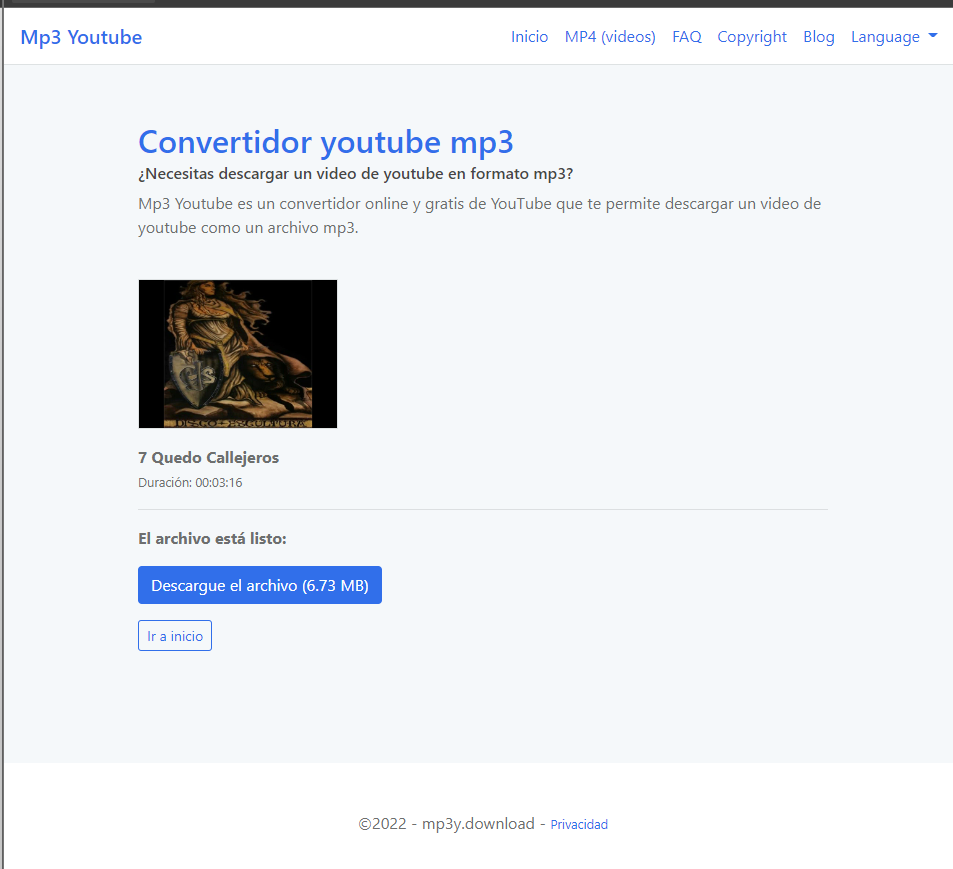 Mp3 Youtube
Inicio MP4 (videos) FAQ Copyright Blog Language
Convertidor youtube mp3
¿Necesitas descargar un video de youtube en formato mp3?
Mp3 Youtube es un convertidor online y gratis de YouTube que te permite descargar un video de
youtube como un archivo mp3.
DISCO ESCULTURA
7 Quedo Callejeros
Duración: 00:03:16
El archivo está listo:
Descargue el archivo (6.73 MB)
Ir a inicio
©2022 - mp3y.download - Privacidad